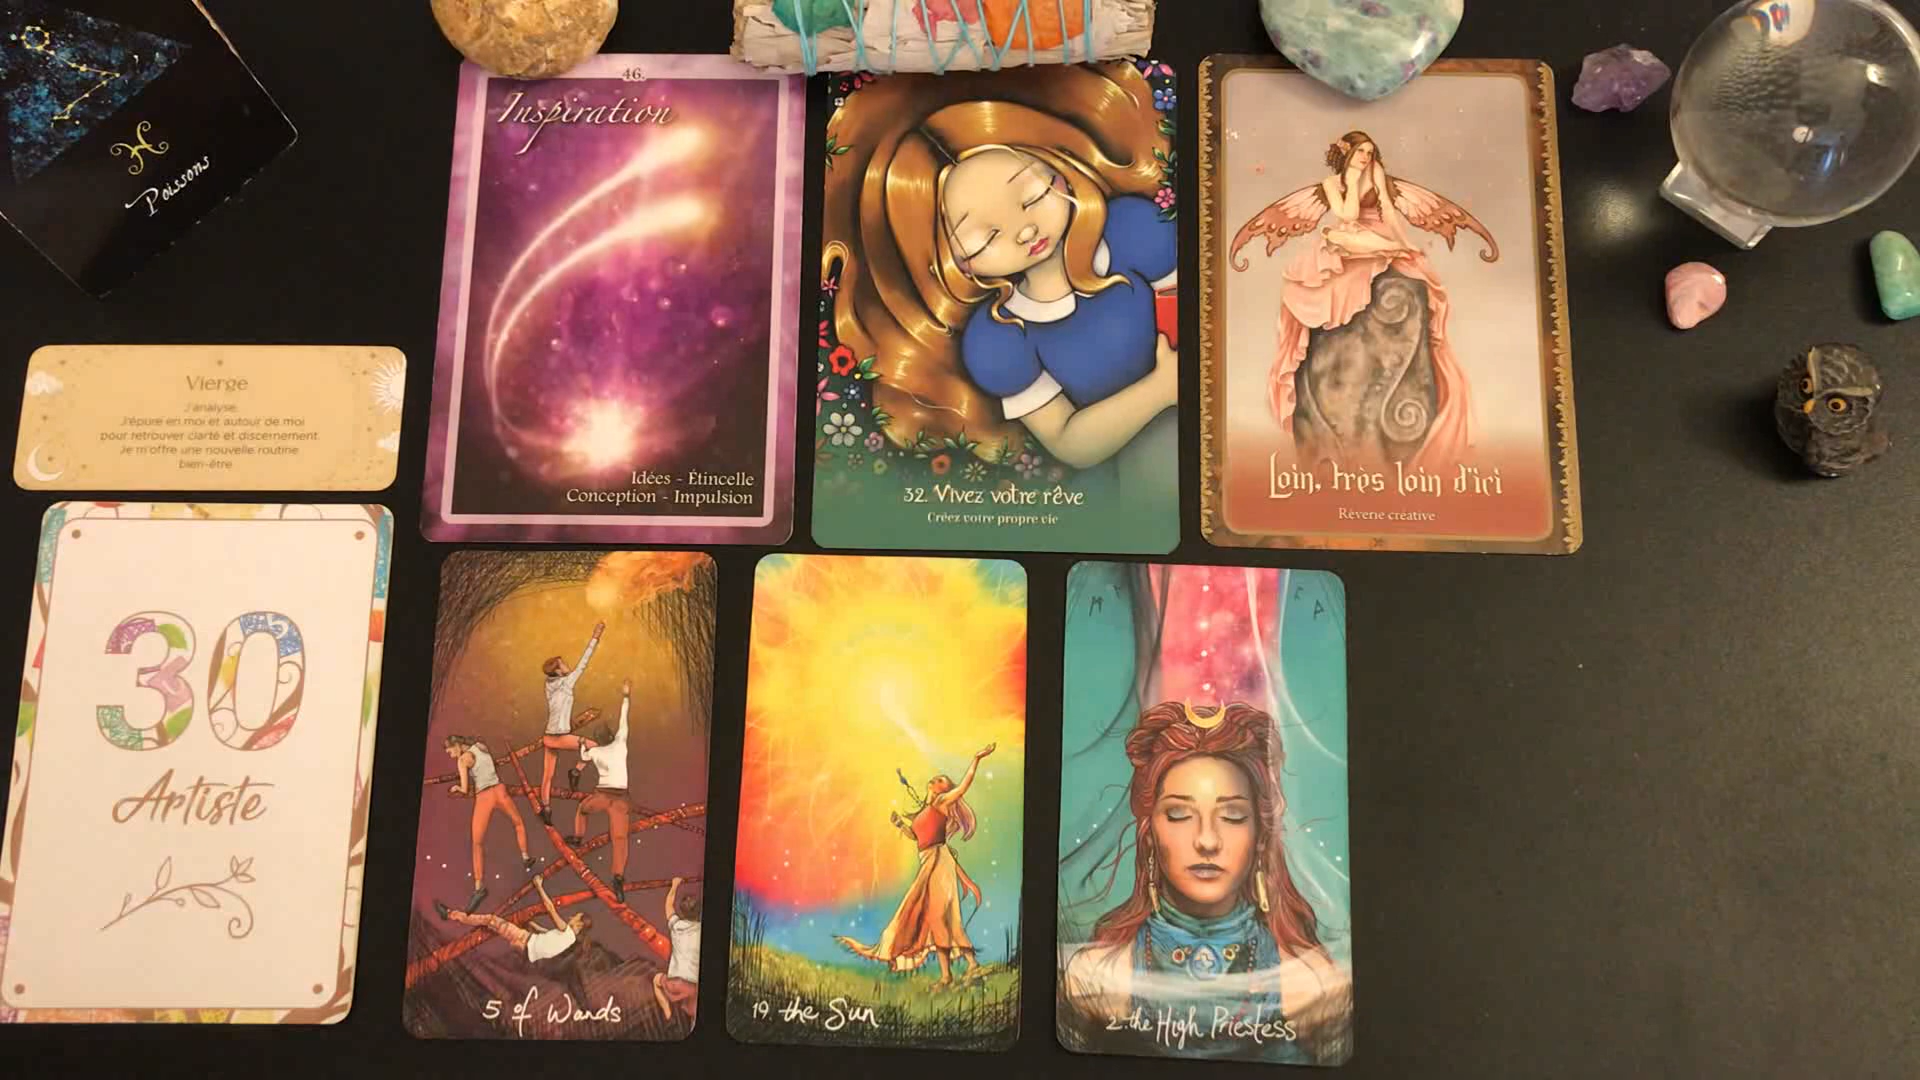 Poissons
46.
Inspiration
Idées - Étincelle
Conception - Impulsion
32. Vivez votre rêve
Créez votre propre vie
Loin, très loin d'ici
Rêverie créative
Vierge
J'analyse.
J'épure en moi et autour de moi
pour retrouver clarté et discernement.
Je m'offre une nouvelle routine
bien-être.
30
Artiste
5 of Wands
19. the Sun
2. the High Priestess